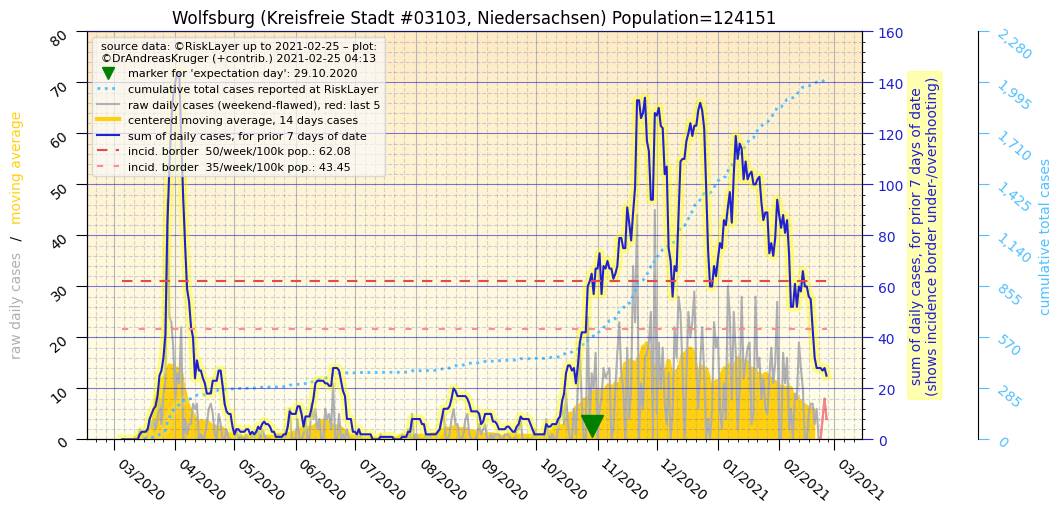 Wolfsburg (Kreisfreie Stadt #03103, Niedersachsen) Population=124151
source data: ©RiskLayer up to 2021-02-25 – plot:
©DrAndreasKruger (+contrib.) 2021-02-25 04:13
marker for 'expectation day': 29.10.2020
cumulative total cases reported at RiskLayer
raw daily cases (weekend-flawed), red: last 5
centered moving average, 14 days cases
sum of daily cases, for prior 7 days of date
incid. border 50/week/100k pop.: 62.08
incid. border 35/week/100k pop.: 43.45
raw daily cases / moving average
80
70
60
50
40
30
20
10
0
160
140
120
100
80
60
40
20
0
sum of daily cases, for prior 7 days of date
(shows incidence border under-/overshooting)
2,280
1,995
1,710
1,425
1,140
855
570
285
0
cumulative total cases
03/2020
04/2020
05/2020
06/2020
07/2020
08/2020
09/2020
10/2020
11/2020
12/2020
01/2021
02/2021
03/2021